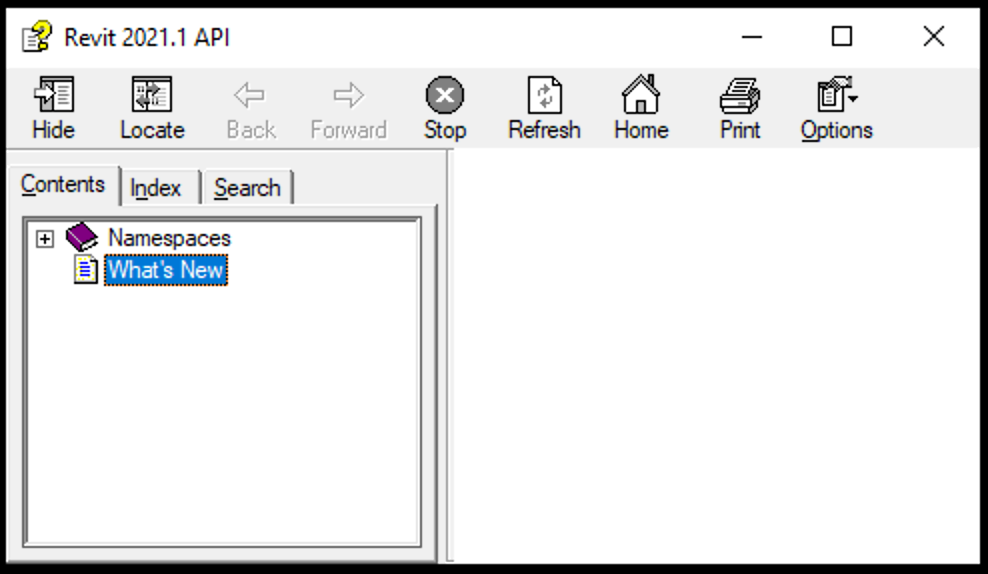 Revit 2021.1 API
Hide Locate Back Forward Stop Refresh Home Print Options
Contents Index Search
Namespaces
What's New